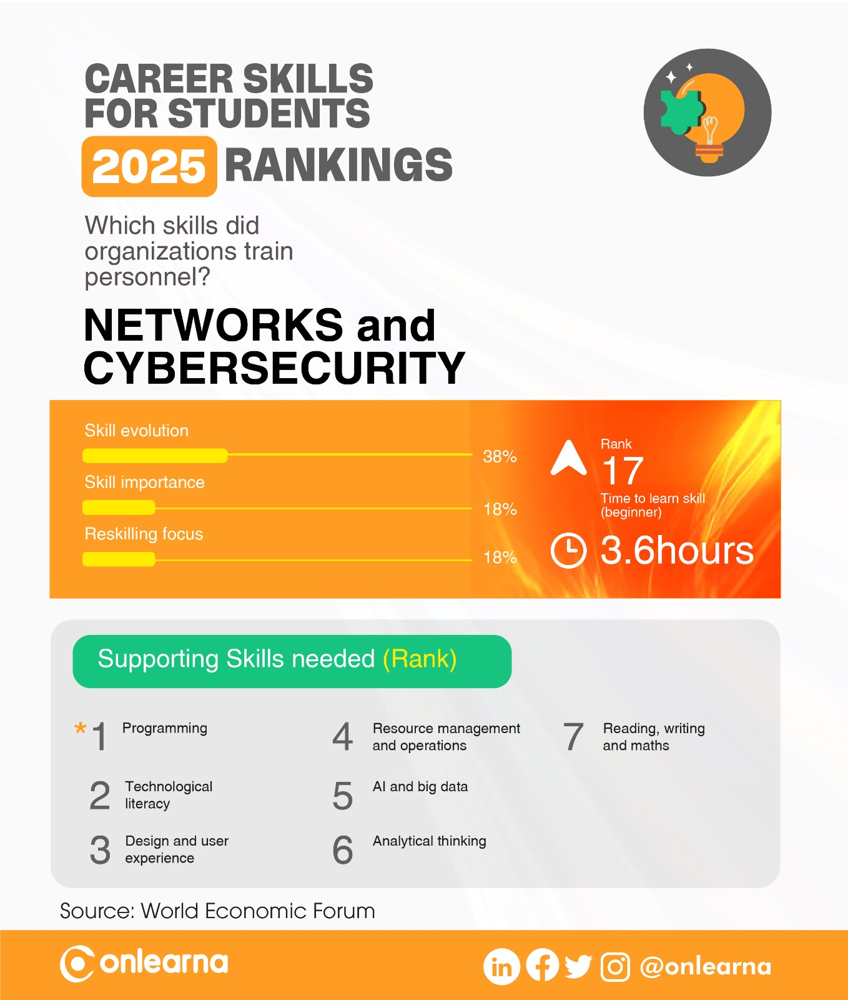 CAREER SKILLS
FOR STUDENTS
2025 RANKINGS
Which skills did
organizations train
personnel?
NETWORKS and
CYBERSECURITY
Skill evolution
38%
Skill importance
18%
Reskilling focus
18%
Rank
17
Time to learn skill
(beginner)
3.6hours
Supporting Skills needed (Rank)
*1 Programming
2 Technological
literacy
3 Design and user
experience
4 Resource management
and operations
5 AI and big data
6 Analytical thinking
7 Reading, writing
and maths
Source: World Economic Forum
onlearna
in @onlearna